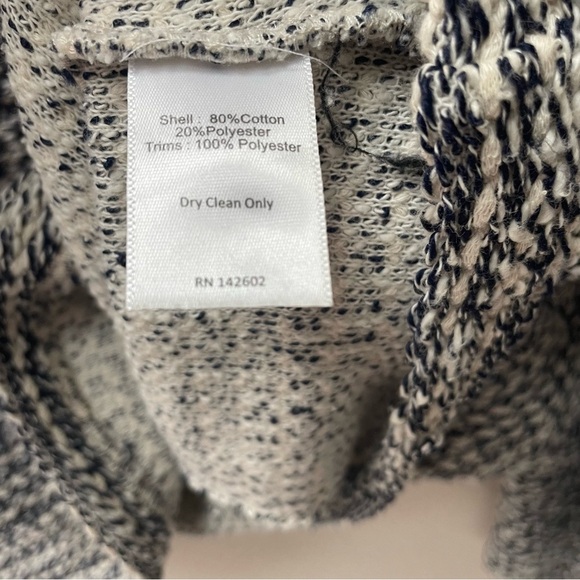 Shell : 80%Cotton
20%Polyester
Trims : 100% Polyester
Dry Clean Only
RN 142602